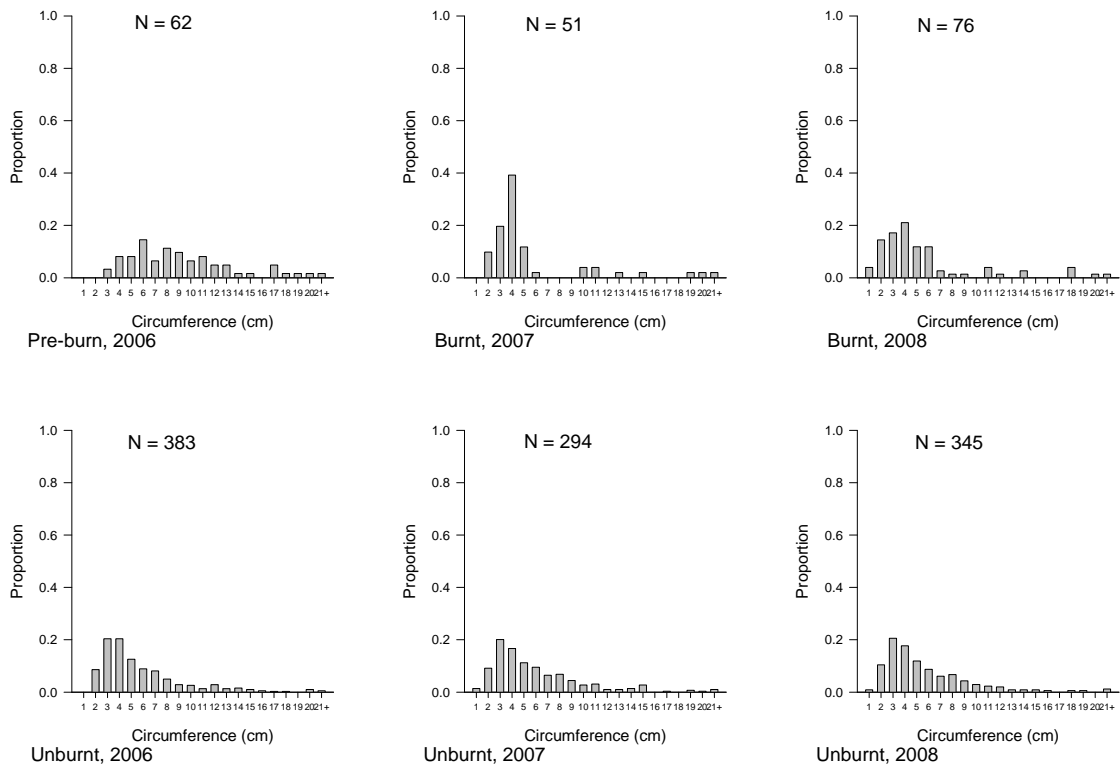 N = 62
1.0
0.8
0.6
0.4
0.2
0.0
Proportion
1 2 3 4 5 6 7 8 9 10 11 12 13 14 15 16 17 18 19 20 21+
Circumference (cm)
Pre-burn, 2006
N = 51
1.0
0.8
0.6
0.4
0.2
0.0
Proportion
1 2 3 4 5 6 7 8 9 10 11 12 13 14 15 16 17 18 19 20 21+
Circumference (cm)
Burnt, 2007
N = 76
1.0
0.8
0.6
0.4
0.2
0.0
Proportion
1 2 3 4 5 6 7 8 9 10 11 12 13 14 15 16 17 18 19 20 21+
Circumference (cm)
Burnt, 2008
N = 383
1.0
0.8
0.6
0.4
0.2
0.0
Proportion
1 2 3 4 5 6 7 8 9 10 11 12 13 14 15 16 17 18 19 20 21+
Circumference (cm)
Unburnt, 2006
N = 294
1.0
0.8
0.6
0.4
0.2
0.0
Proportion
1 2 3 4 5 6 7 8 9 10 11 12 13 14 15 16 17 18 19 20 21+
Circumference (cm)
Unburnt, 2007
N = 345
1.0
0.8
0.6
0.4
0.2
0.0
Proportion
1 2 3 4 5 6 7 8 9 10 11 12 13 14 15 16 17 18 19 20 21+
Circumference (cm)
Unburnt, 2008